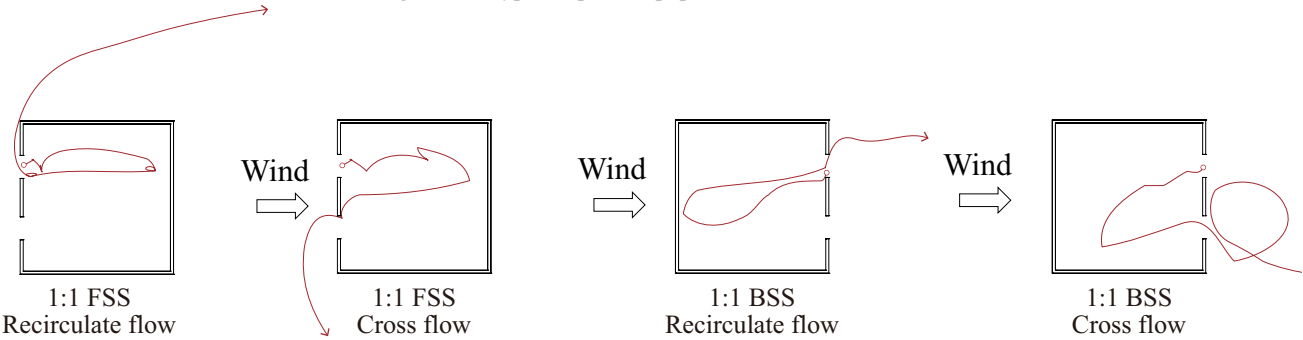 Wind
Wind
Wind
1:1 FSS
Recirculate flow
1:1 FSS
Cross flow
1:1 BSS
Recirculate flow
1:1 BSS
Cross flow